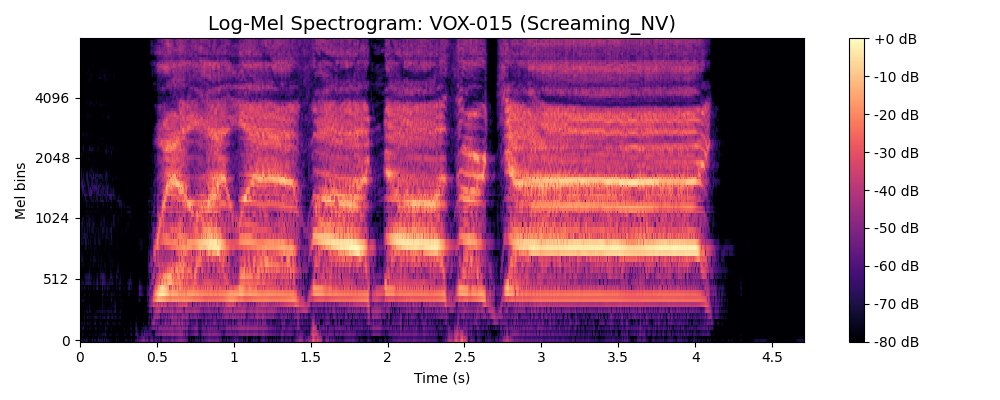 Log-Mel Spectrogram: VOX-015 (Screaming_NV)
Mel bins
4096
2048
1024
512
0
0 0.5 1 1.5 2 2.5 3 3.5 4 4.5
Time (s)
+0 dB
-10 dB
-20 dB
-30 dB
-40 dB
-50 dB
-60 dB
-70 dB
-80 dB